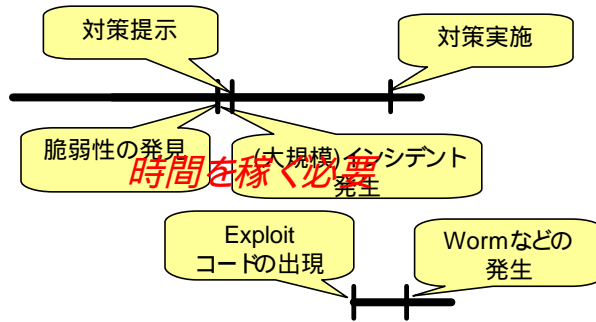 対策提示
対策実施
脆弱性の発見
(大規模)インシデント
発生
時間を稼ぐ必要
Exploit
コードの出現
Wormなどの
発生